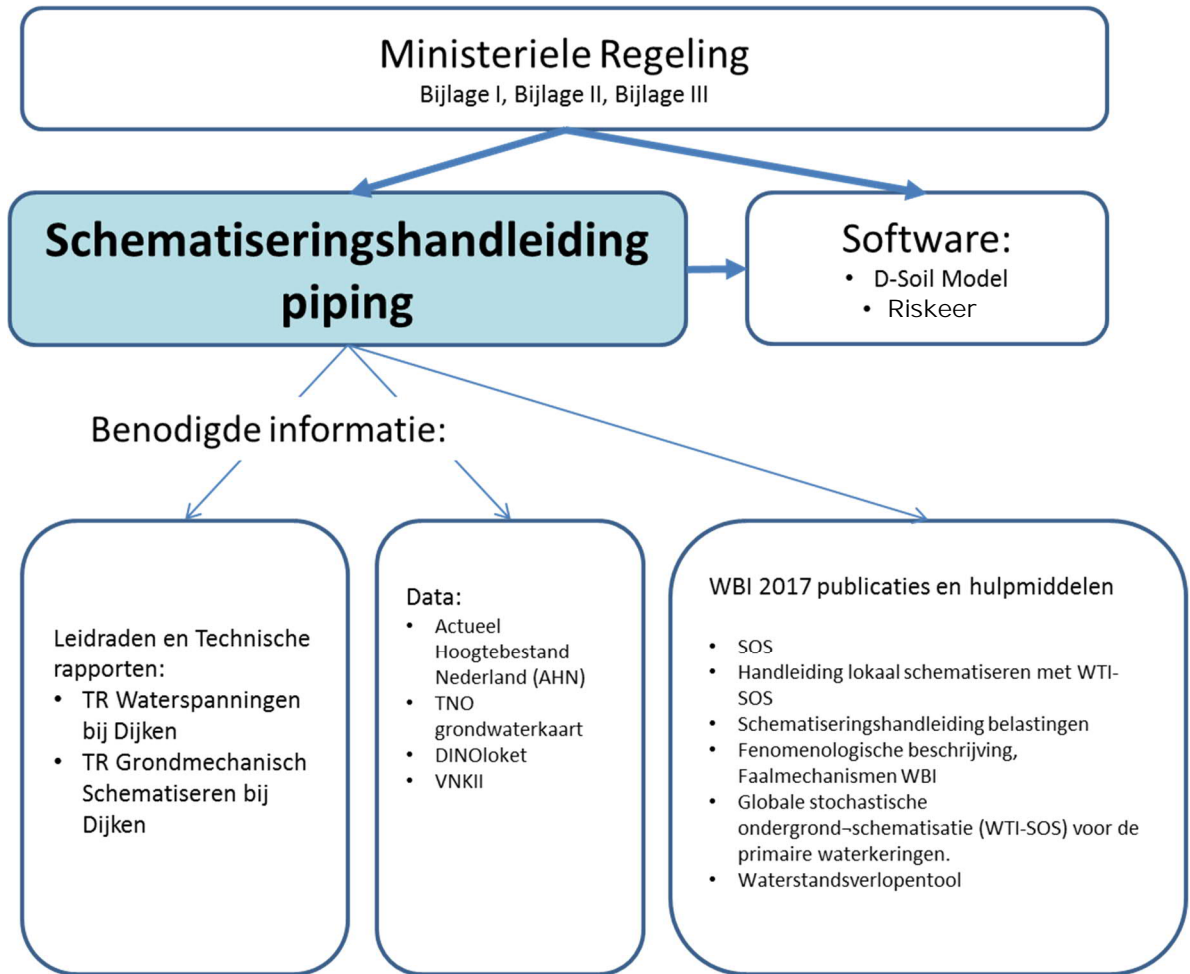 Ministeriele Regeling
Bijlage I, Bijlage II, Bijlage III
Schematiseringshandleiding
piping
Software:
• D-Soil Model
• Riskeer
Benodigde informatie:
Leidraden en Technische
rapporten:
• TR Waterspanningen
bij Dijken
• TR Grondmechanisch
Schematiseren bij
Dijken
Data:
• Actueel
Hoogtebestand
Nederland (AHN)
• TNO
grondwaterkaart
• DINOloket
• VNKII
WBI 2017 publicaties en hulpmiddelen
• SOS
• Handleiding lokaal schematiseren met WTI-
SOS
• Schematiseringshandleiding belastingen
• Fenomenologische beschrijving,
Faalmechanismen WBI
• Globale stochastische
ondergrond¬schematisatie (WTI-SOS) voor de
primaire waterkeringen.
• Waterstandsverlopentool